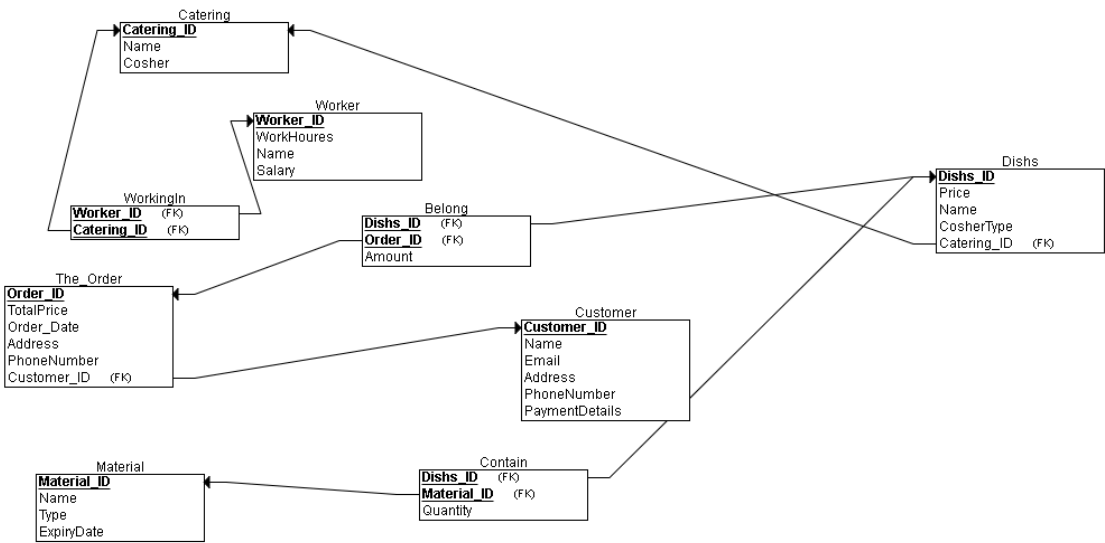 Catering
Catering_ID
Name
Cosher
Worker
Worker_ID
WorkHoures
Name
Salary
WorkingIn
Worker_ID (FK)
Catering_ID (FK)
Belong
Dishs_ID (FK)
Order_ID (FK)
Amount
Dishs
Dishs_ID
Price
Name
CosherType
Catering_ID (FK)
The_Order
Order_ID
TotalPrice
Order_Date
Address
PhoneNumber
Customer_ID (FK)
Customer
Customer_ID
Name
Email
Address
PhoneNumber
PaymentDetails
Material
Material_ID
Name
Type
ExpiryDate
Contain
Dishs_ID (FK)
Material_ID (FK)
Quantity